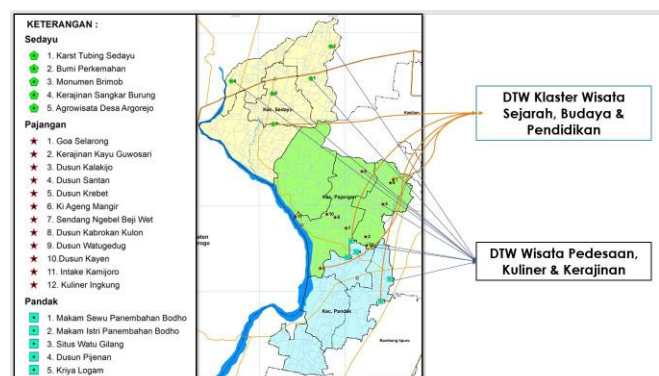 KETERANGAN :
Sedayu
1. Karst Tubing Sedayu
2. Bumi Perkemahan
3. Monumen Brimob
4. Kerajinan Sangkar Burung
5. Agrowisata Desa Argorejo
Pajangan
1. Goa Selarong
2. Kerajinan Kayu Guwosari
3. Dusun Kalakijo
4. Dusun Santan
5. Dusun Krebet
6. Ki Ageng Mangir
7. Sendang Ngebel Beji Wet
8. Dusun Kabrokan Kulon
9. Dusun Watugedug
10.Dusun Kayen
11. Intake Kamijoro
12. Kuliner Ingkung
Pandak
1. Makam Sewu Panembahan Bodho
2. Makam Istri Panembahan Bodho
3. Situs Watu Gilang
4. Dusun Pijenan
5. Kriya Logam
Kec. Sedayu
Kec. Pajangan
Kec. Pandak
DTW Klaster Wisata
Sejarah, Budaya &
Pendidikan
DTW Wisata Pedesaan,
Kuliner & Kerajinan